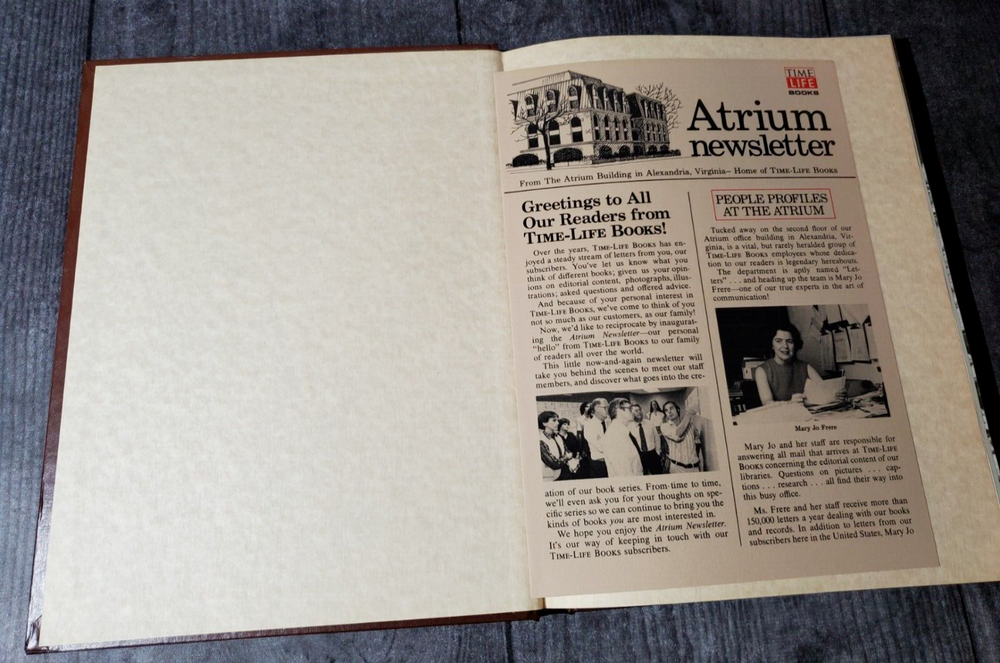 TIME
LIFE
BOOKS
Atrium
newsletter
From The Atrium Building in Alexandria, Virginia– Home of TIME-LIFE BOOKS
Greetings to All
Our Readers from
TIME-LIFE BOOKS!
Over the years, TIME-LIFE BOOKS has en-
joyed a steady stream of letters from you, our
subscribers. You've let us know what you
think of different books; given us your opin-
ions on editorial content, photographs, illus-
trations; asked questions and offered advice.
And because of your personal interest in
TIME-LIFE BOOKS, we've come to think of you
not so much as our customers, as our family!
Now, we'd like to reciprocate by inaugurat-
ing the Atrium Newsletter—our personal
"hello" from TIME-LIFE BOOKS to our family
of readers all over the world.
This little now-and-again newsletter will
take you behind the scenes to meet our staff
members, and discover what goes into the cre-
ation of our book series. From time to time,
we'll even ask you for your thoughts on spe-
cific series so we can continue to bring you the
kinds of books you are most interested in.
We hope you enjoy the Atrium Newsletter.
It's our way of keeping in touch with our
TIME-LIFE BOOKS subscribers.
PEOPLE PROFILES
AT THE ATRIUM
Tucked away on the second floor of our
Atrium office building in Alexandria, Vir-
ginia, is a vital, but rarely heralded group of
TIME-LIFE BOOKS employees whose dedica-
tion to our readers is legendary hereabouts.
The department is aptly named "Let-
ters" . . . and heading up the team is Mary Jo
Frere—one of our true experts in the art of
communication!
Mary Jo Frere
Mary Jo and her staff are responsible for
answering all mail that arrives at TIME-LIFE
BOOKS concerning the editorial content of our
libraries. Questions on pictures . . . cap-
tions . . . research . . . all find their way into
this busy office.
Ms. Frere and her staff receive more than
150,000 letters a year dealing with our books
and records. In addition to letters from our
subscribers here in the United States, Mary Jo